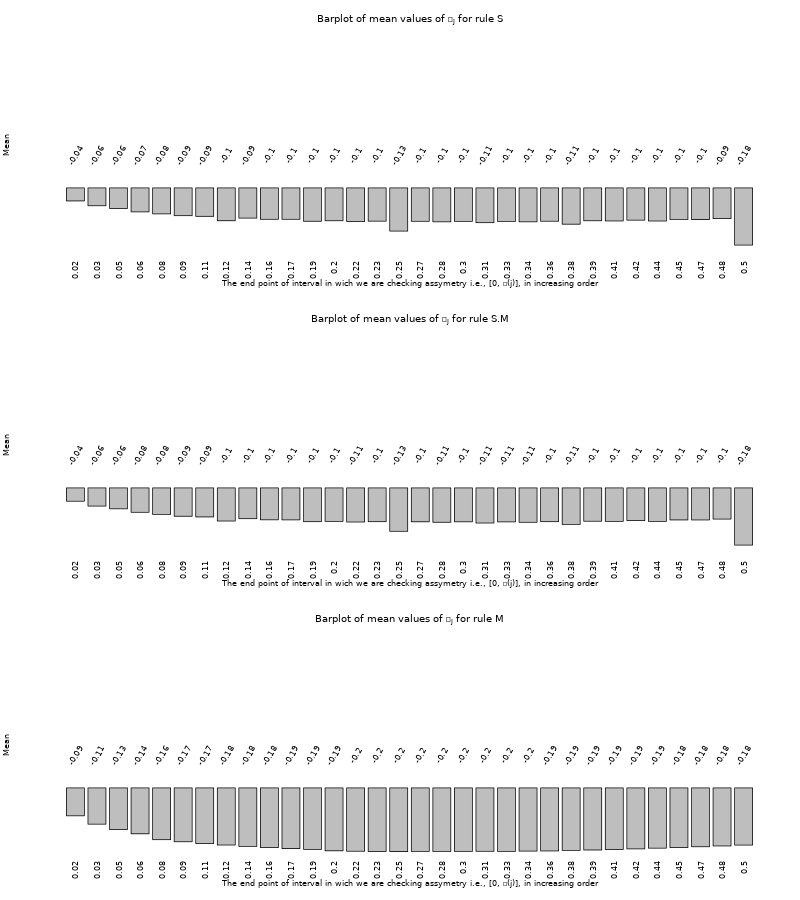 Barplot of mean values of □j for rule S
Mean
-0.04 -0.06 -0.06 -0.07 -0.08 -0.09 -0.09 -0.1 -0.09 -0.1 -0.1 -0.1 -0.1 -0.1 -0.1 -0.13 -0.1 -0.1 -0.1 -0.11 -0.1 -0.1 -0.1 -0.11 -0.1 -0.1 -0.1 -0.1 -0.1 -0.1 -0.09 -0.18
0.02 0.03 0.05 0.06 0.08 0.09 0.11 0.12 0.14 0.16 0.17 0.19 0.2 0.22 0.23 0.25 0.27 0.28 0.3 0.31 0.33 0.34 0.36 0.38 0.39 0.41 0.42 0.44 0.45 0.47 0.48 0.5
The end point of interval in wich we are checking assymetry i.e., [0, □(j)], in increasing order
Barplot of mean values of □j for rule S.M
Mean
-0.04 -0.06 -0.06 -0.08 -0.08 -0.09 -0.09 -0.1 -0.1 -0.1 -0.1 -0.1 -0.1 -0.11 -0.1 -0.13 -0.1 -0.11 -0.1 -0.11 -0.11 -0.11 -0.1 -0.11 -0.1 -0.1 -0.1 -0.1 -0.1 -0.1 -0.1 -0.18
0.02 0.03 0.05 0.06 0.08 0.09 0.11 0.12 0.14 0.16 0.17 0.19 0.2 0.22 0.23 0.25 0.27 0.28 0.3 0.31 0.33 0.34 0.36 0.38 0.39 0.41 0.42 0.44 0.45 0.47 0.48 0.5
The end point of interval in wich we are checking assymetry i.e., [0, □(j)], in increasing order
Barplot of mean values of □j for rule M
Mean
-0.09 -0.11 -0.13 -0.14 -0.16 -0.17 -0.17 -0.18 -0.18 -0.18 -0.19 -0.19 -0.19 -0.2 -0.2 -0.2 -0.2 -0.2 -0.2 -0.2 -0.2 -0.2 -0.19 -0.19 -0.19 -0.19 -0.19 -0.19 -0.18 -0.18 -0.18 -0.18
0.02 0.03 0.05 0.06 0.08 0.09 0.11 0.12 0.14 0.16 0.17 0.19 0.2 0.22 0.23 0.25 0.27 0.28 0.3 0.31 0.33 0.34 0.36 0.38 0.39 0.41 0.42 0.44 0.45 0.47 0.48 0.5
The end point of interval in wich we are checking assymetry i.e., [0, □(j)], in increasing order